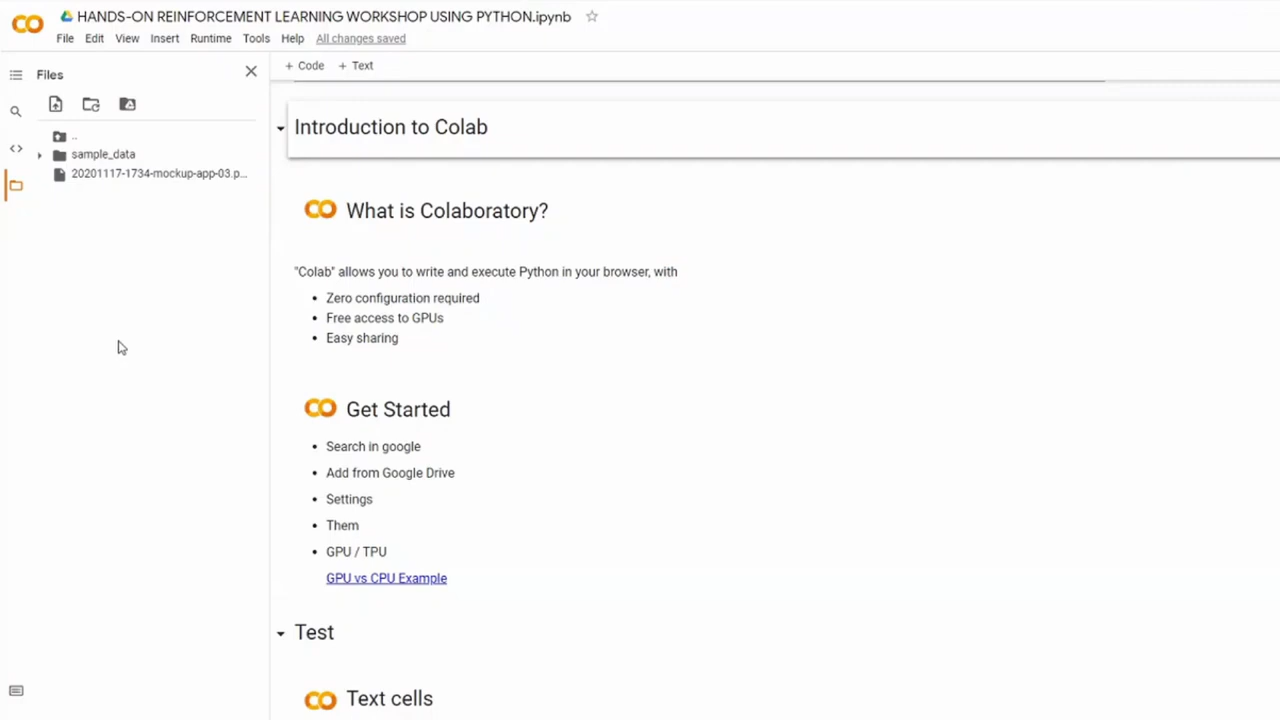 HANDS-ON REINFORCEMENT LEARNING WORKSHOP USING PYTHON.ipynb
File Edit View Insert Runtime Tools Help All changes saved
Files
+ Code + Text
..
sample_data
20201117-1734-mockup-app-03.p...
Introduction to Colab
What is Colaboratory?
"Colab" allows you to write and execute Python in your browser, with
• Zero configuration required
• Free access to GPUs
• Easy sharing
Get Started
• Search in google
• Add from Google Drive
• Settings
• Them
• GPU / TPU
GPU vs CPU Example
Test
Text cells